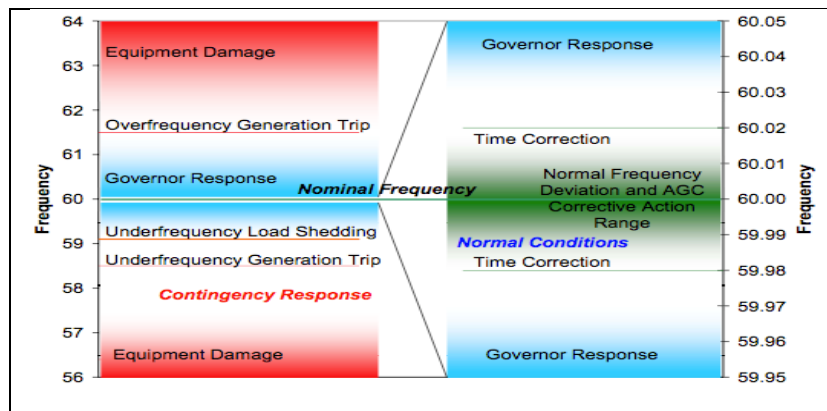 64
63
62
61
60
59
58
57
56
Frequency
Equipment Damage
Overfrequency Generation Trip
Governor Response
Nominal Frequency
Underfrequency Load Shedding
Underfrequency Generation Trip
Contingency Response
Equipment Damage
Governor Response
Time Correction
Normal Frequency
Deviation and AGC
Corrective Action
Range
Normal Conditions
Time Correction
Governor Response
60.05
60.04
60.03
60.02
60.01
60.00
59.99
59.98
59.97
59.96
59.95
Frequency